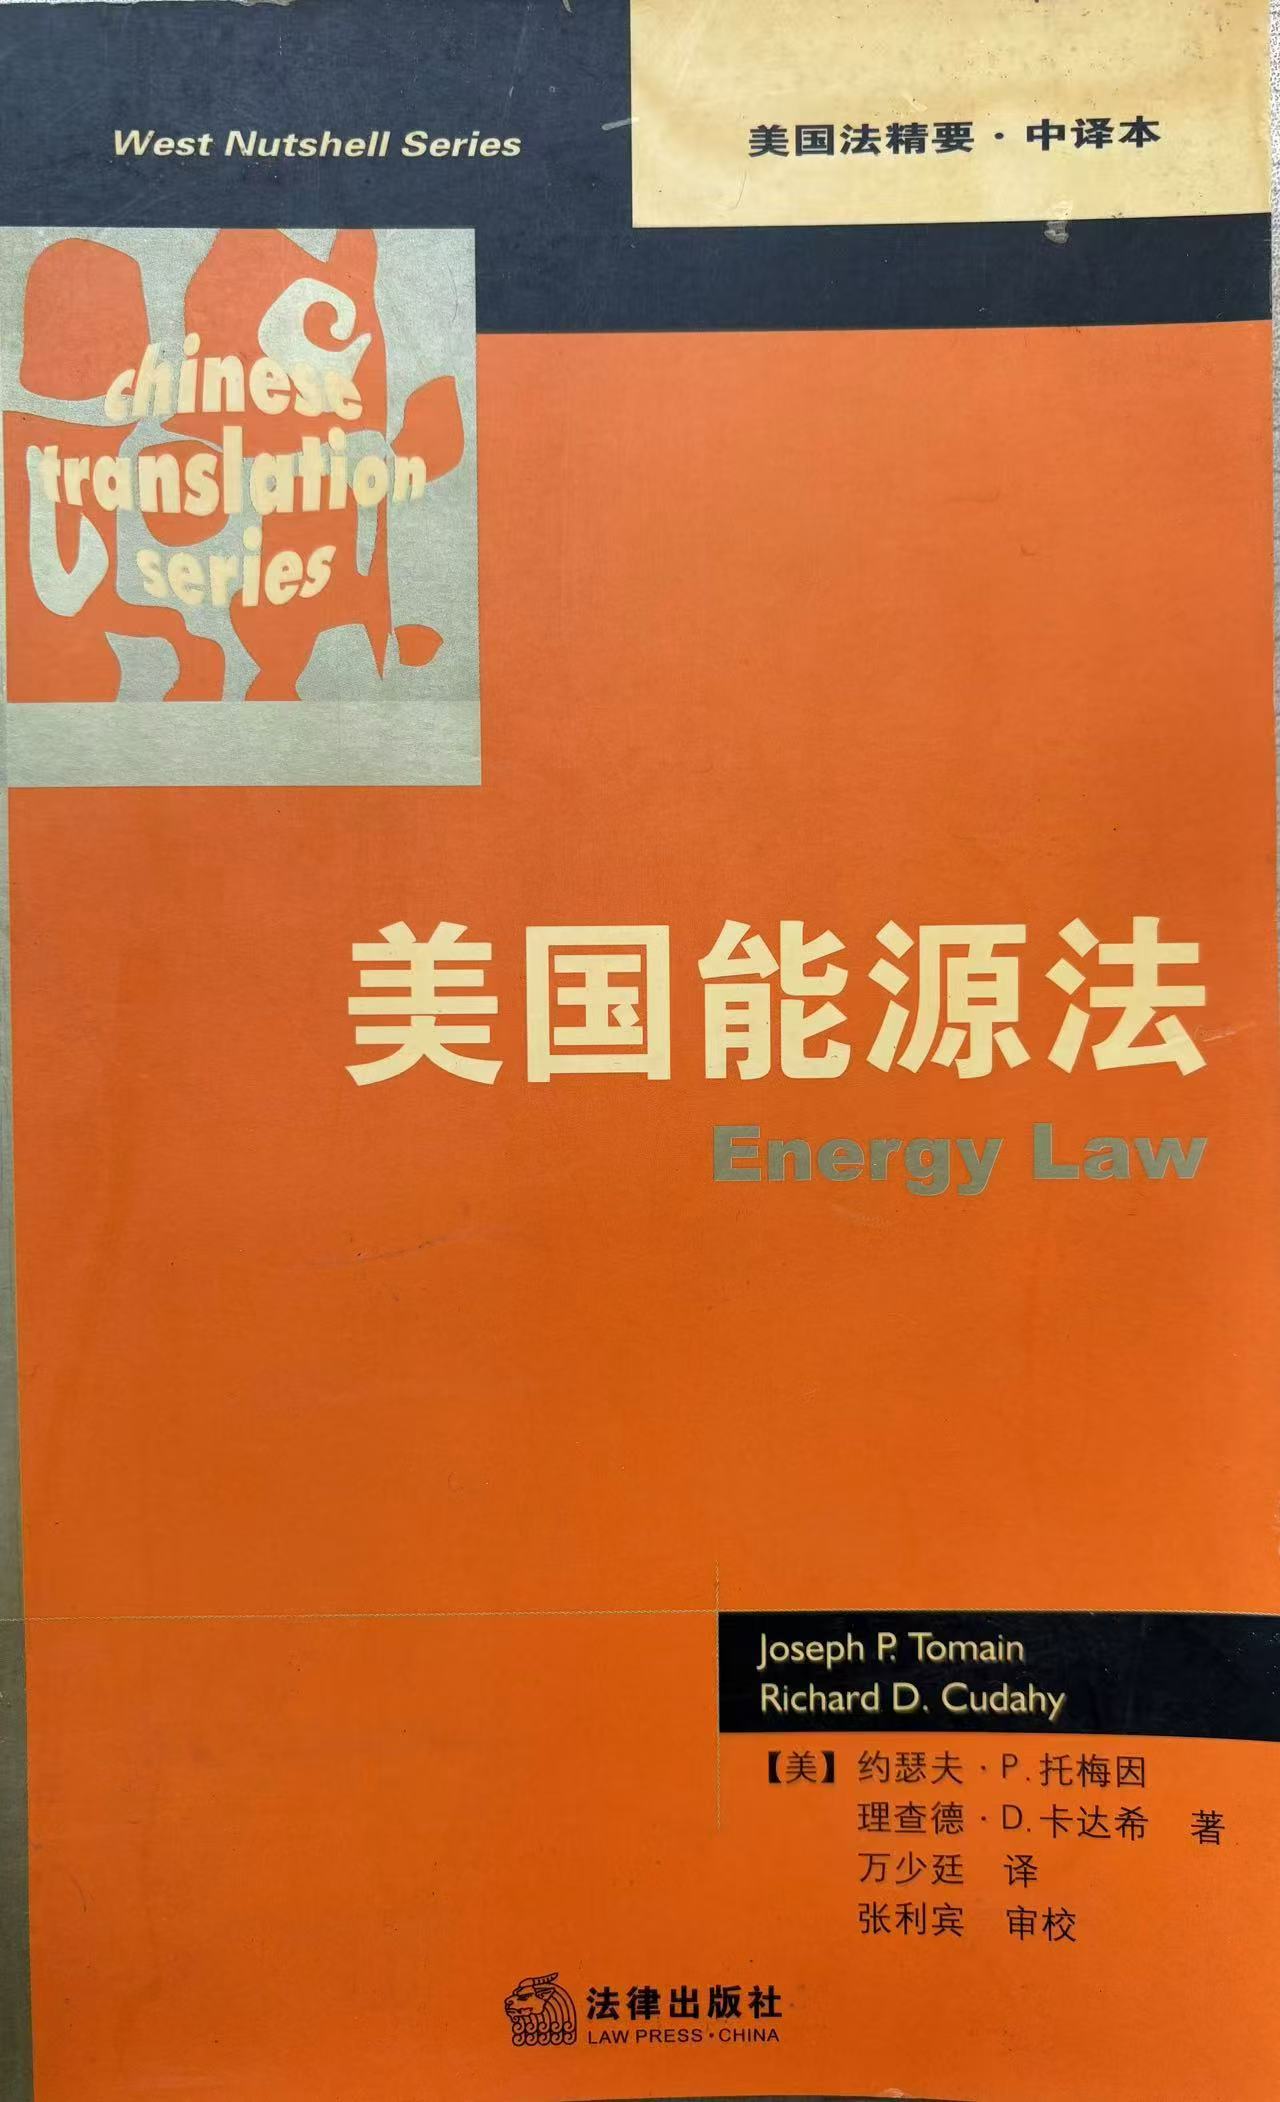 West Nutshell Series
美国法精要·中译本
chinese
translation
series
美国能源法
Energy Law
Joseph P. Tomain
Richard D. Cudahy
【美】约瑟夫·P.托梅因
理查德·D.卡达希 著
万少廷 译
张利宾 审校
法律出版社
LAW PRESS·CHINA